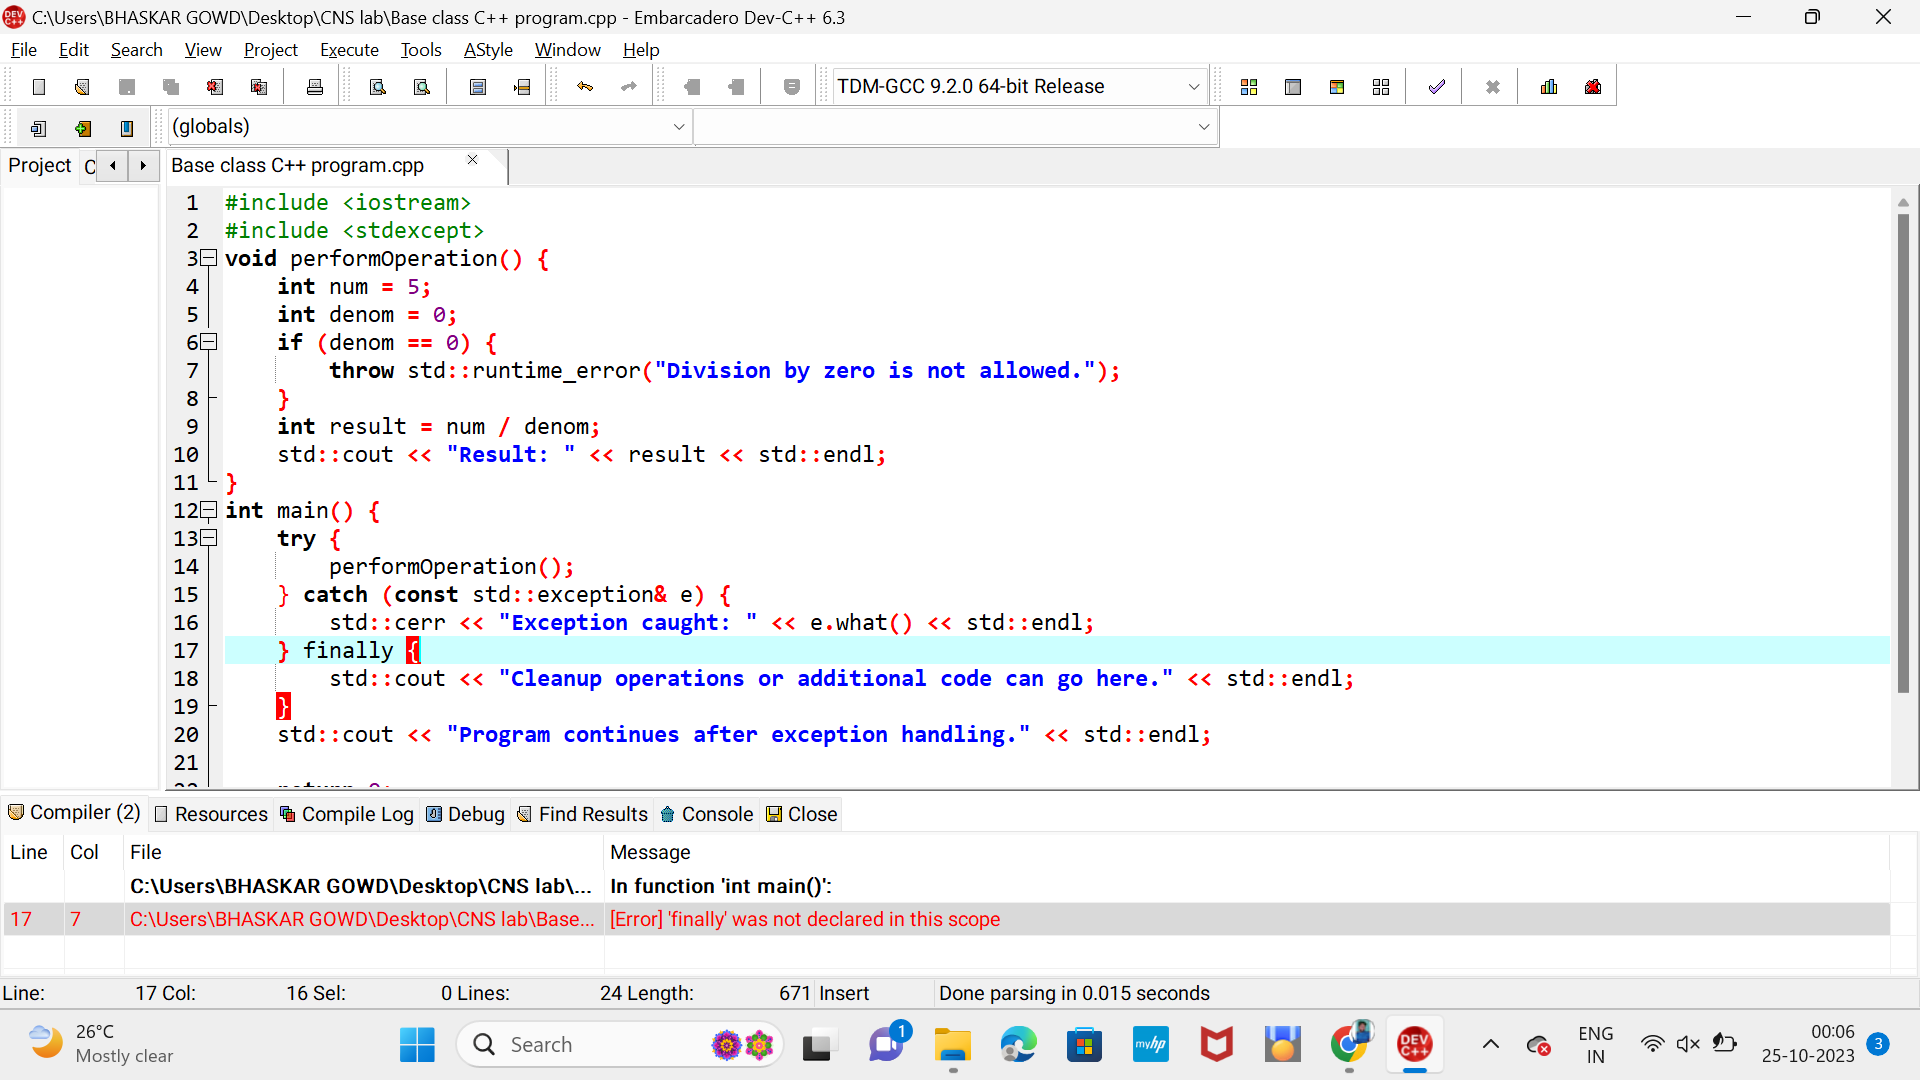 C:\Users\BHASKAR GOWD\Desktop\CNS lab\Base class C++ program.cpp - Embarcadero Dev-C++ 6.3
File Edit Search View Project Execute Tools AStyle Window Help
TDM-GCC 9.2.0 64-bit Release
(globals)
Project
Base class C++ program.cpp
1 #include <iostream>
2 #include <stdexcept>
3 void performOperation() {
4 int num = 5;
5 int denom = 0;
6 if (denom == 0) {
7 throw std::runtime_error("Division by zero is not allowed.");
8 }
9 int result = num / denom;
10 std::cout << "Result: " << result << std::endl;
11 }
12 int main() {
13 try {
14 performOperation();
15 } catch (const std::exception& e) {
16 std::cerr << "Exception caught: " << e.what() << std::endl;
17 } finally {
18 std::cout << "Cleanup operations or additional code can go here." << std::endl;
19 }
20 std::cout << "Program continues after exception handling." << std::endl;
21
Compiler (2) Resources Compile Log Debug Find Results Console Close
Line Col File Message
C:\Users\BHASKAR GOWD\Desktop\CNS lab\... In function 'int main()':
17 7 C:\Users\BHASKAR GOWD\Desktop\CNS lab\Base... [Error] 'finally' was not declared in this scope
Line: 17 Col: 16 Sel: 0 Lines: 24 Length: 671 Insert Done parsing in 0.015 seconds
26°C
Mostly clear
Search
1
myhp
DEV
C++
ENG
IN
00:06
25-10-2023
3